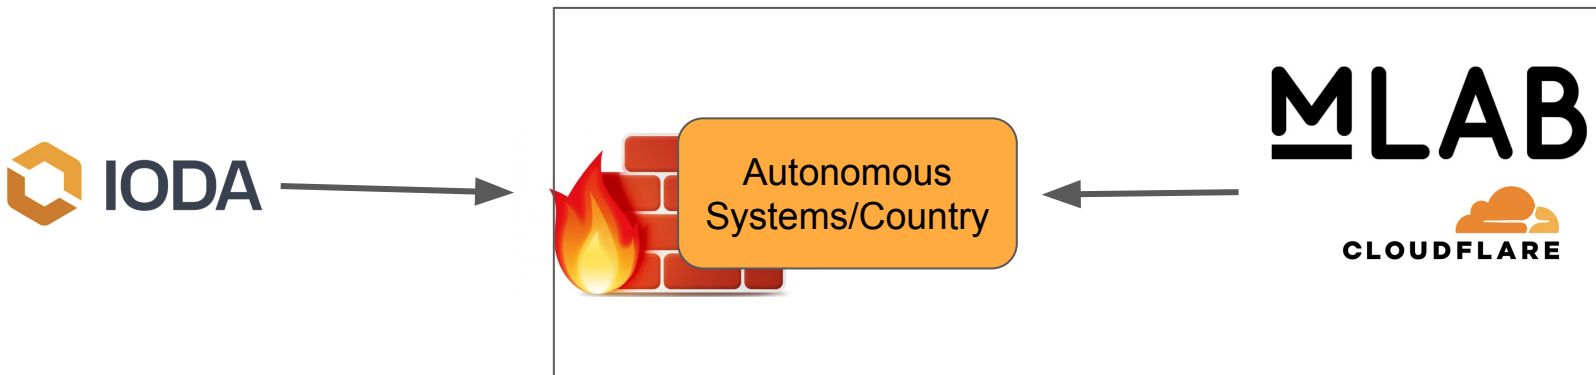 IODA
Autonomous
Systems/Country
MLAB
CLOUDFLARE